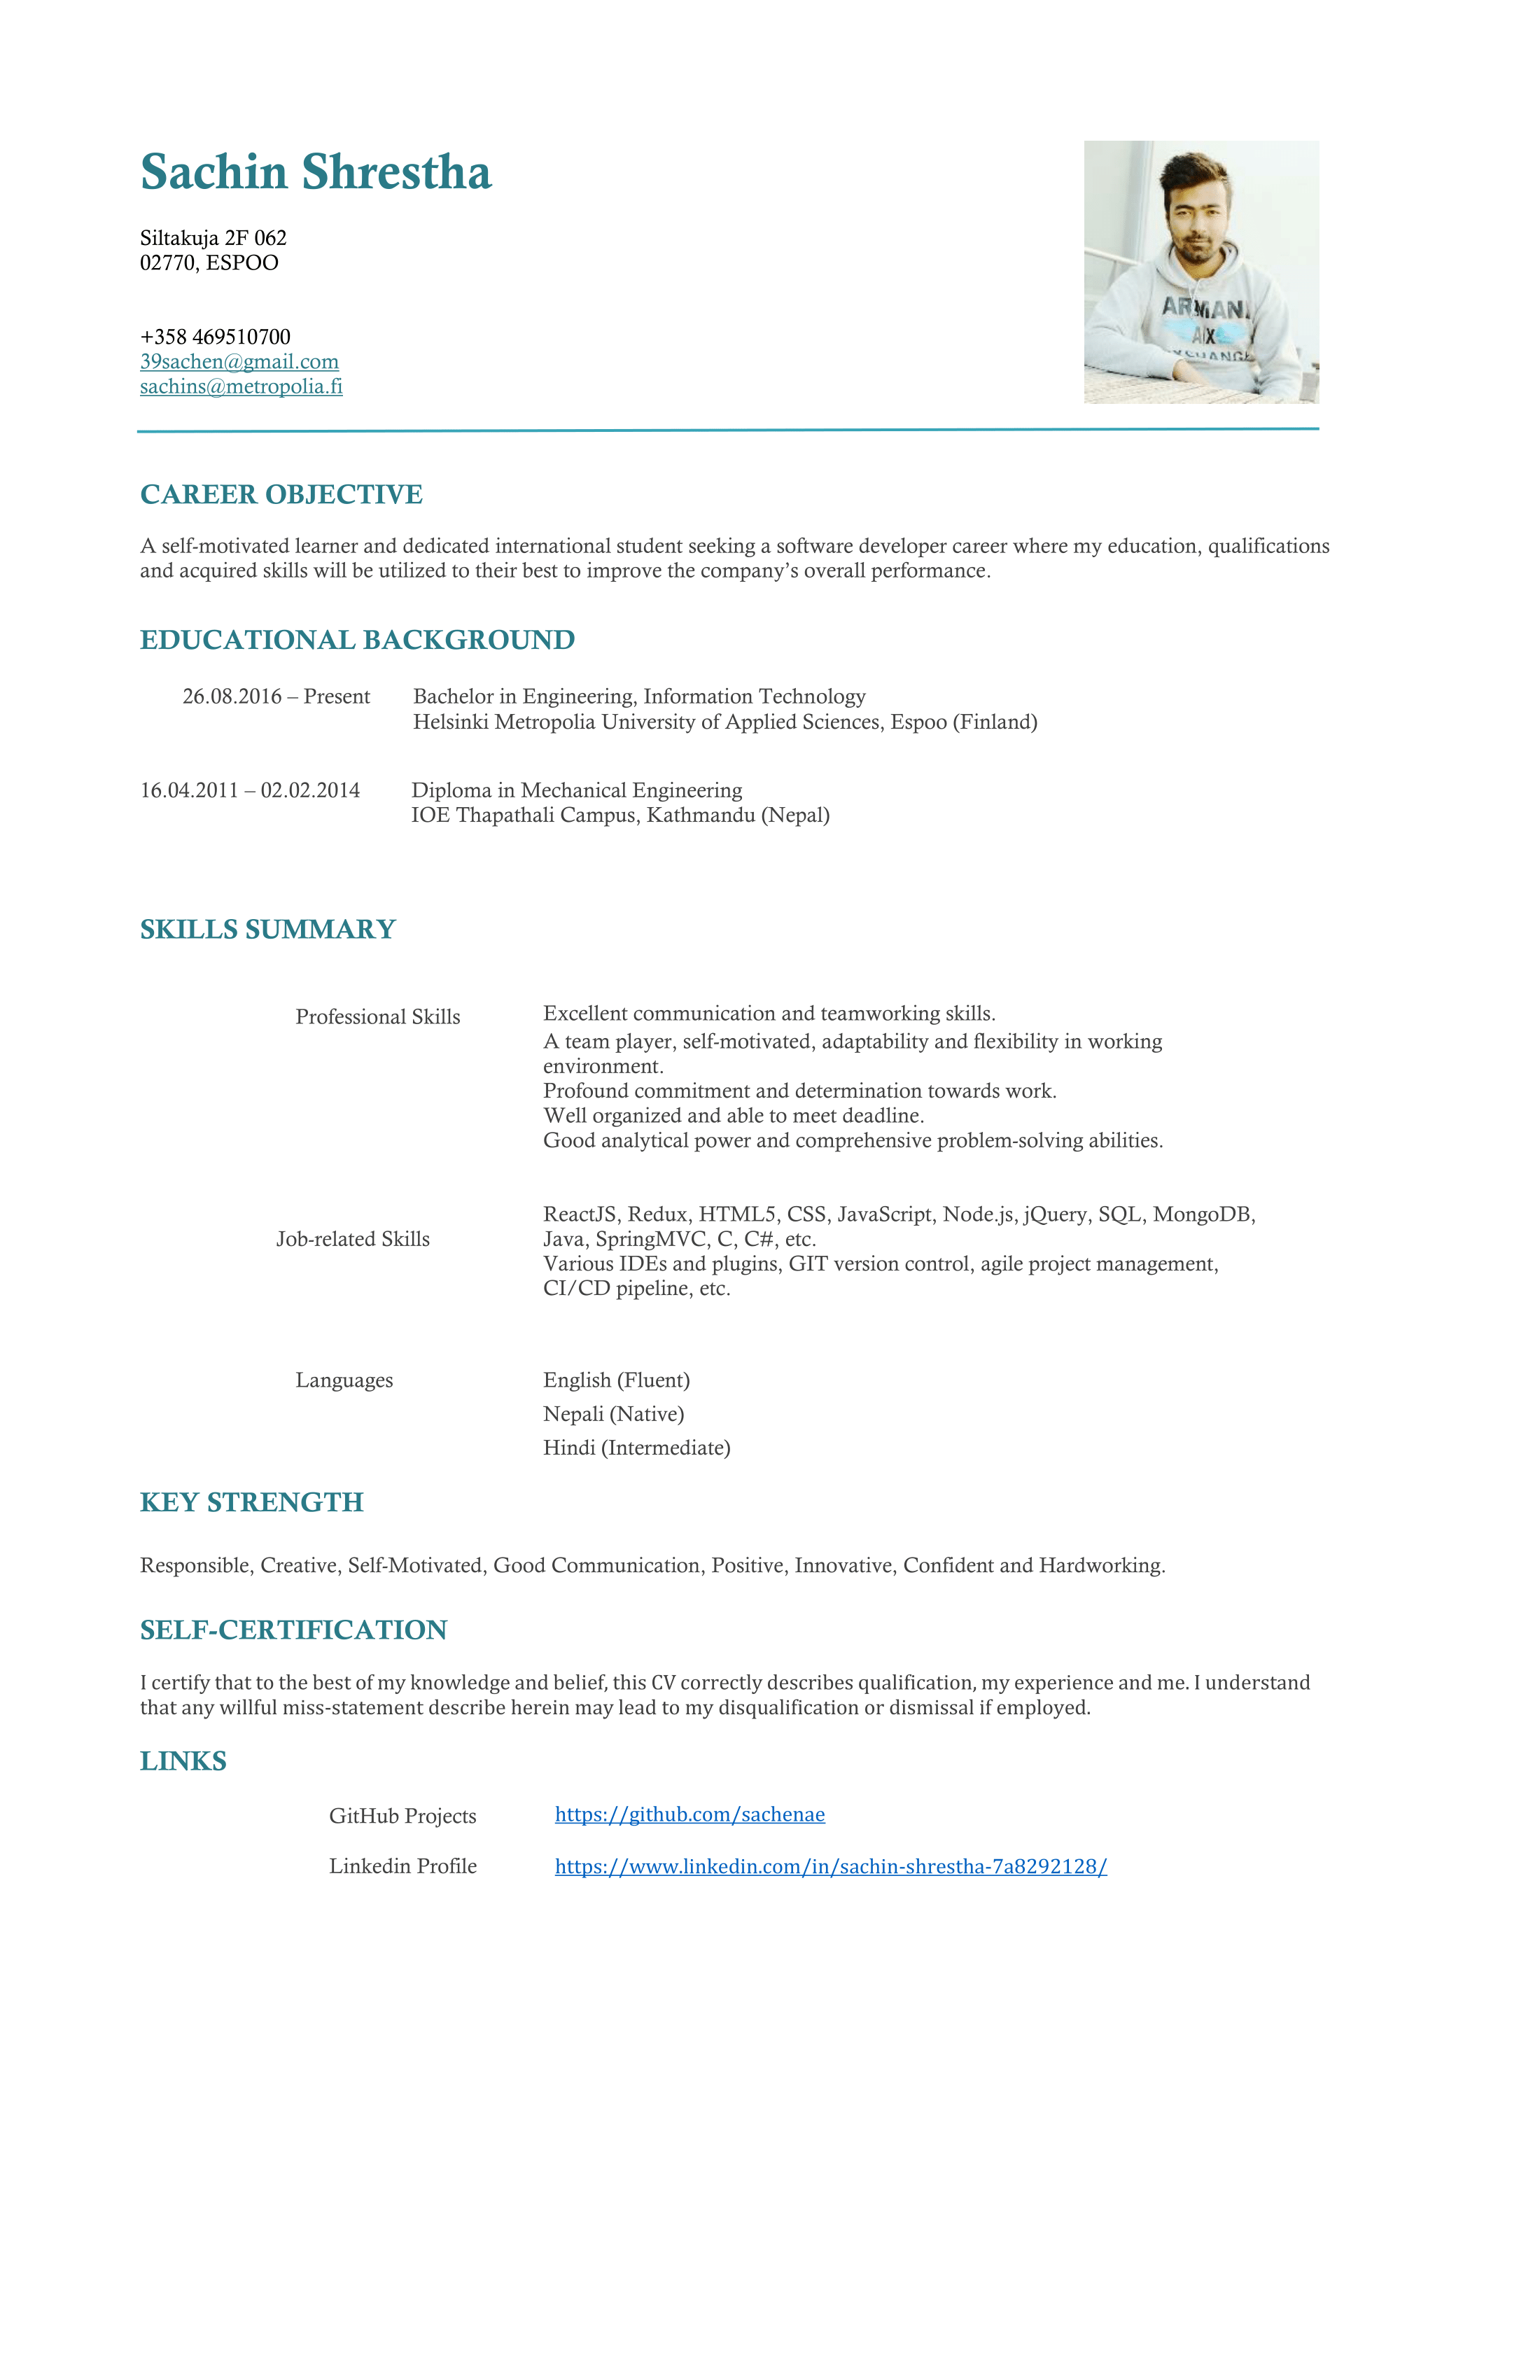 Sachin Shrestha
Siltakuja 2F 062
02770, ESPOO
+358 469510700
39sachen@gmail.com
sachins@metropolia.fi
ARMANI
A|X
EXCHANGE
CAREER OBJECTIVE
A self-motivated learner and dedicated international student seeking a software developer career where my education, qualifications
and acquired skills will be utilized to their best to improve the company’s overall performance.
EDUCATIONAL BACKGROUND
26.08.2016 – Present Bachelor in Engineering, Information Technology
Helsinki Metropolia University of Applied Sciences, Espoo (Finland)
16.04.2011 – 02.02.2014 Diploma in Mechanical Engineering
IOE Thapathali Campus, Kathmandu (Nepal)
SKILLS SUMMARY
Professional Skills Excellent communication and teamworking skills.
A team player, self-motivated, adaptability and flexibility in working
environment.
Profound commitment and determination towards work.
Well organized and able to meet deadline.
Good analytical power and comprehensive problem-solving abilities.
ReactJS, Redux, HTML5, CSS, JavaScript, Node.js, jQuery, SQL, MongoDB,
Job-related Skills Java, SpringMVC, C, C#, etc.
Various IDEs and plugins, GIT version control, agile project management,
CI/CD pipeline, etc.
Languages English (Fluent)
Nepali (Native)
Hindi (Intermediate)
KEY STRENGTH
Responsible, Creative, Self-Motivated, Good Communication, Positive, Innovative, Confident and Hardworking.
SELF-CERTIFICATION
I certify that to the best of my knowledge and belief, this CV correctly describes qualification, my experience and me. I understand
that any willful miss-statement describe herein may lead to my disqualification or dismissal if employed.
LINKS
GitHub Projects https://github.com/sachenae
Linkedin Profile https://www.linkedin.com/in/sachin-shrestha-7a8292128/